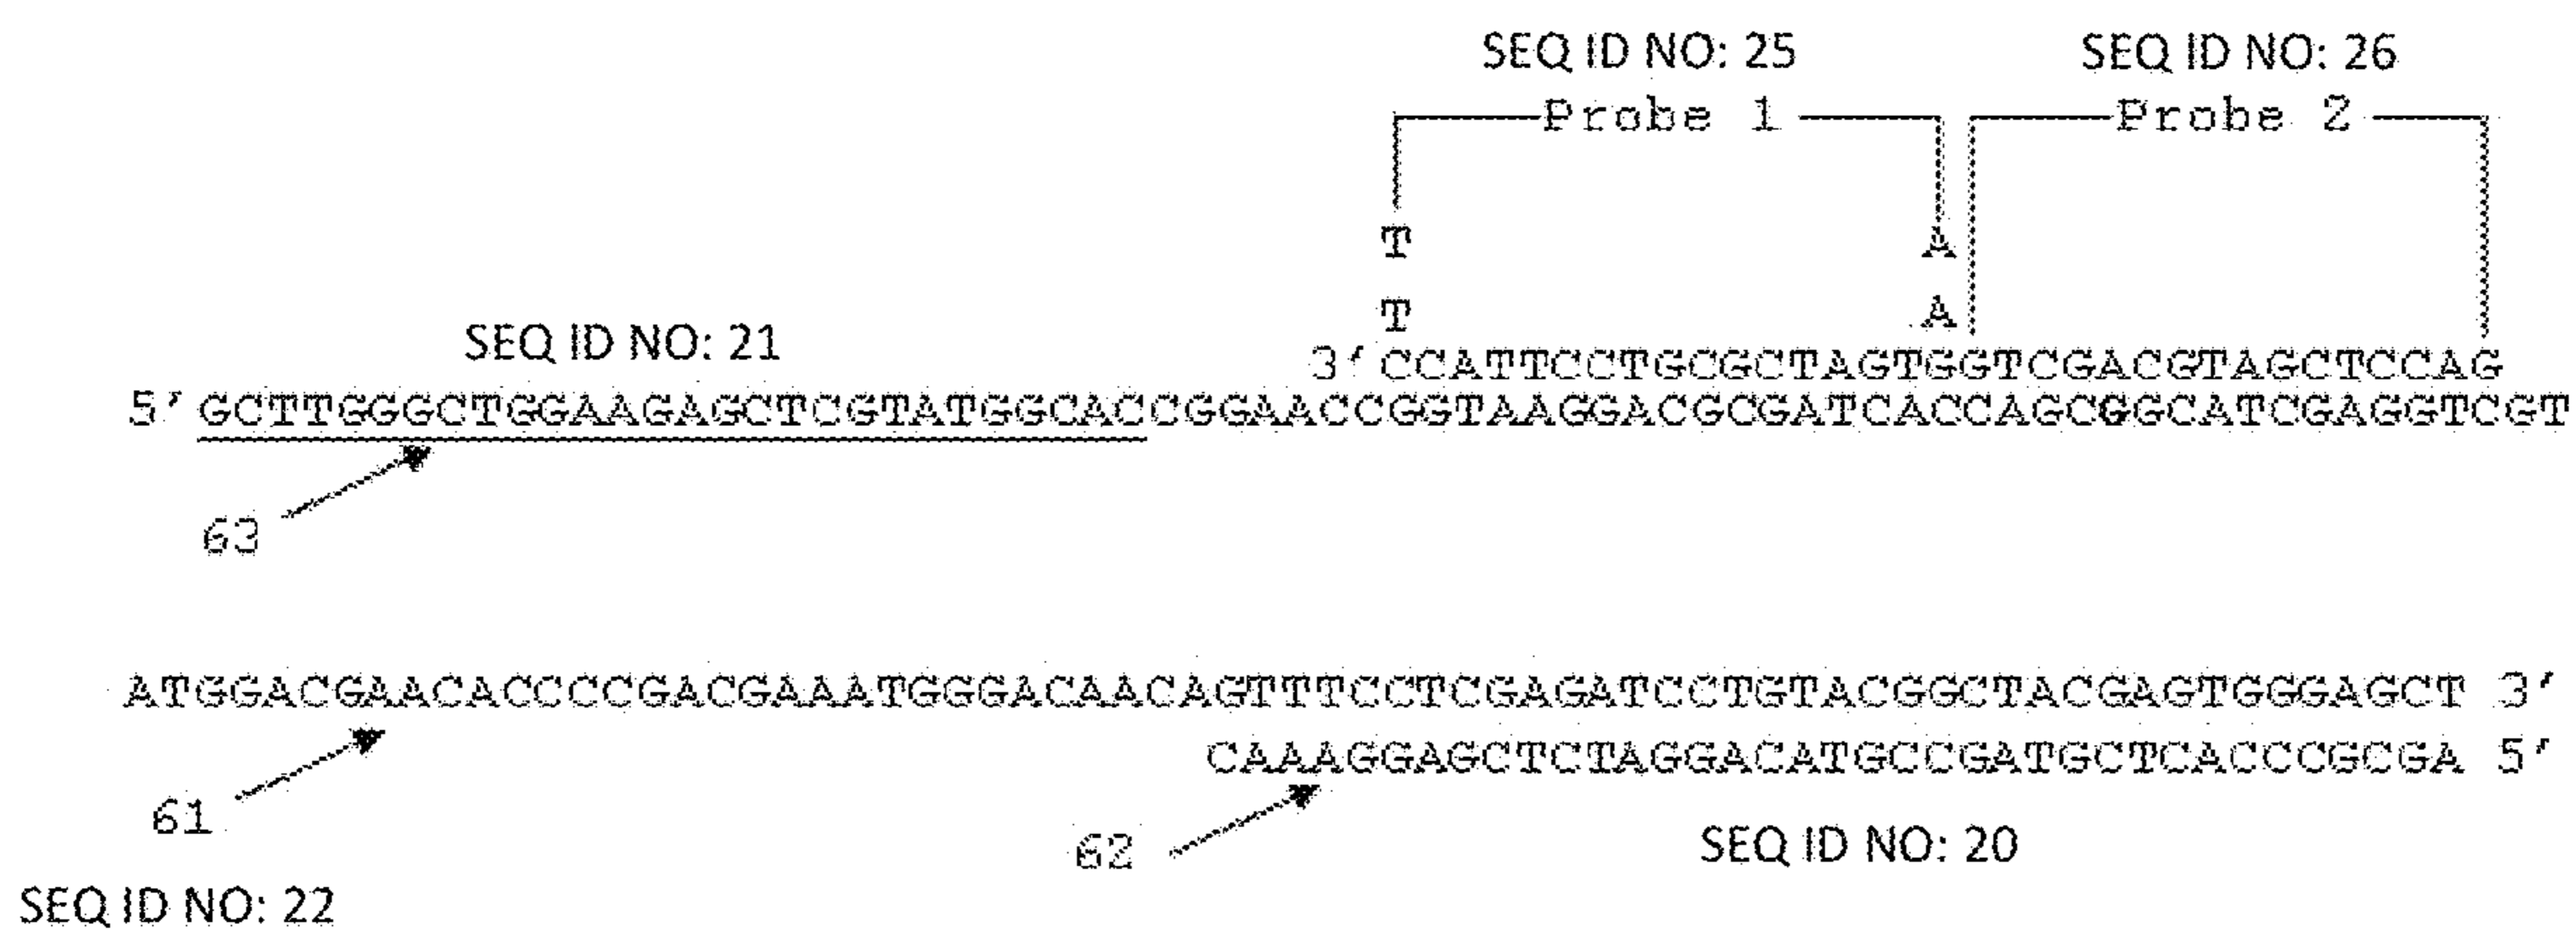 SEQ ID NO: 25 SEQ ID NO: 26
Probe 1 Probe 2
T A
T A
SEQ ID NO: 21
3' CCATTCCTGCGCTAGTGGTCGACGTAGCTCCAG
5' GCTTGGGCTGGAAGAGCTCGTATGGCACCGGAACCGGTAAGGACGCGATCACCAGCGGCATCGAGGTCGT
63
ATGGACGAACACCCCGACGAAATGGGACAACAGTTTCCTCGAGATCCTGTACGGCTACGAGTGGGAGCT 3'
CAAAGGAGCTCTAGGACATGCCGATGCTCACCCGCGA 5'
61
62
SEQ ID NO: 20
SEQ ID NO: 22